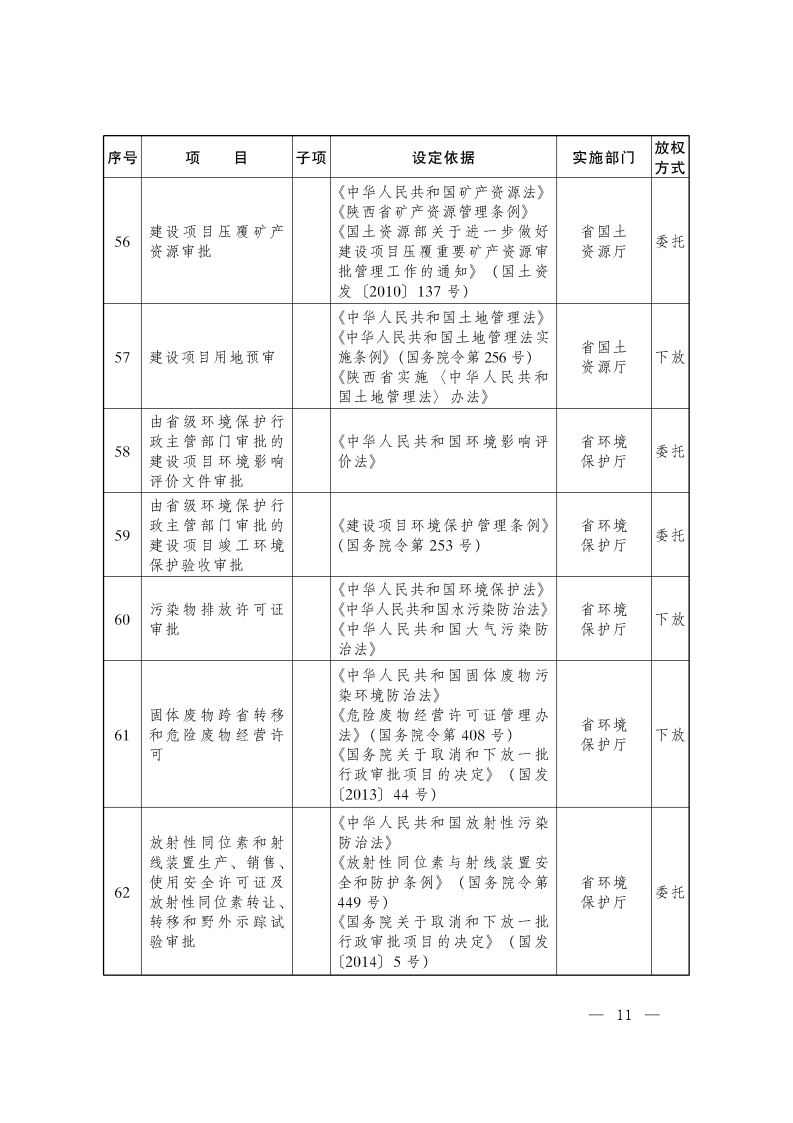 序号 项 目 子项 设定依据 实施部门 放权方式
56
建设项目压覆矿产
资源审批
《中华人民共和国矿产资源法》
《陕西省矿产资源管理条例》
《国土资源部关于进一步做好
建设项目压覆重要矿产资源审
批管理工作的通知》（国土资
发〔2010〕137 号）
省国土
资源厅
委托
57
建设项目用地预审
《中华人民共和国土地管理法》
《中华人民共和国土地管理法实
施条例》（国务院令第 256 号）
《陕西省实施〈中华人民共和
国土地管理法〉办法》
省国土
资源厅
下放
58
由省级环境保护行
政主管部门审批的
建设项目环境影响
评价文件审批
《中华人民共和国环境影响评
价法》
省环境
保护厅
委托
59
由省级环境保护行
政主管部门审批的
建设项目竣工环境
保护验收审批
《建设项目环境保护管理条例》
（国务院令第 253 号）
省环境
保护厅
委托
60
污染物排放许可证
审批
《中华人民共和国环境保护法》
《中华人民共和国水污染防治法》
《中华人民共和国大气污染防
治法》
省环境
保护厅
下放
61
固体废物跨省转移
和危险废物经营许
可
《中华人民共和国固体废物污
染环境防治法》
《危险废物经营许可证管理办
法》（国务院令第 408 号）
《国务院关于取消和下放一批
行政审批项目的决定》（国发
〔2013〕44 号）
省环境
保护厅
下放
62
放射性同位素和射
线装置生产、销售、
使用安全许可证及
放射性同位素转让、
转移和野外示踪试
验审批
《中华人民共和国放射性污染
防治法》
《放射性同位素与射线装置安
全和防护条例》（国务院令第
449 号）
《国务院关于取消和下放一批
行政审批项目的决定》（国发
〔2014〕5 号）
省环境
保护厅
委托
— 11 —